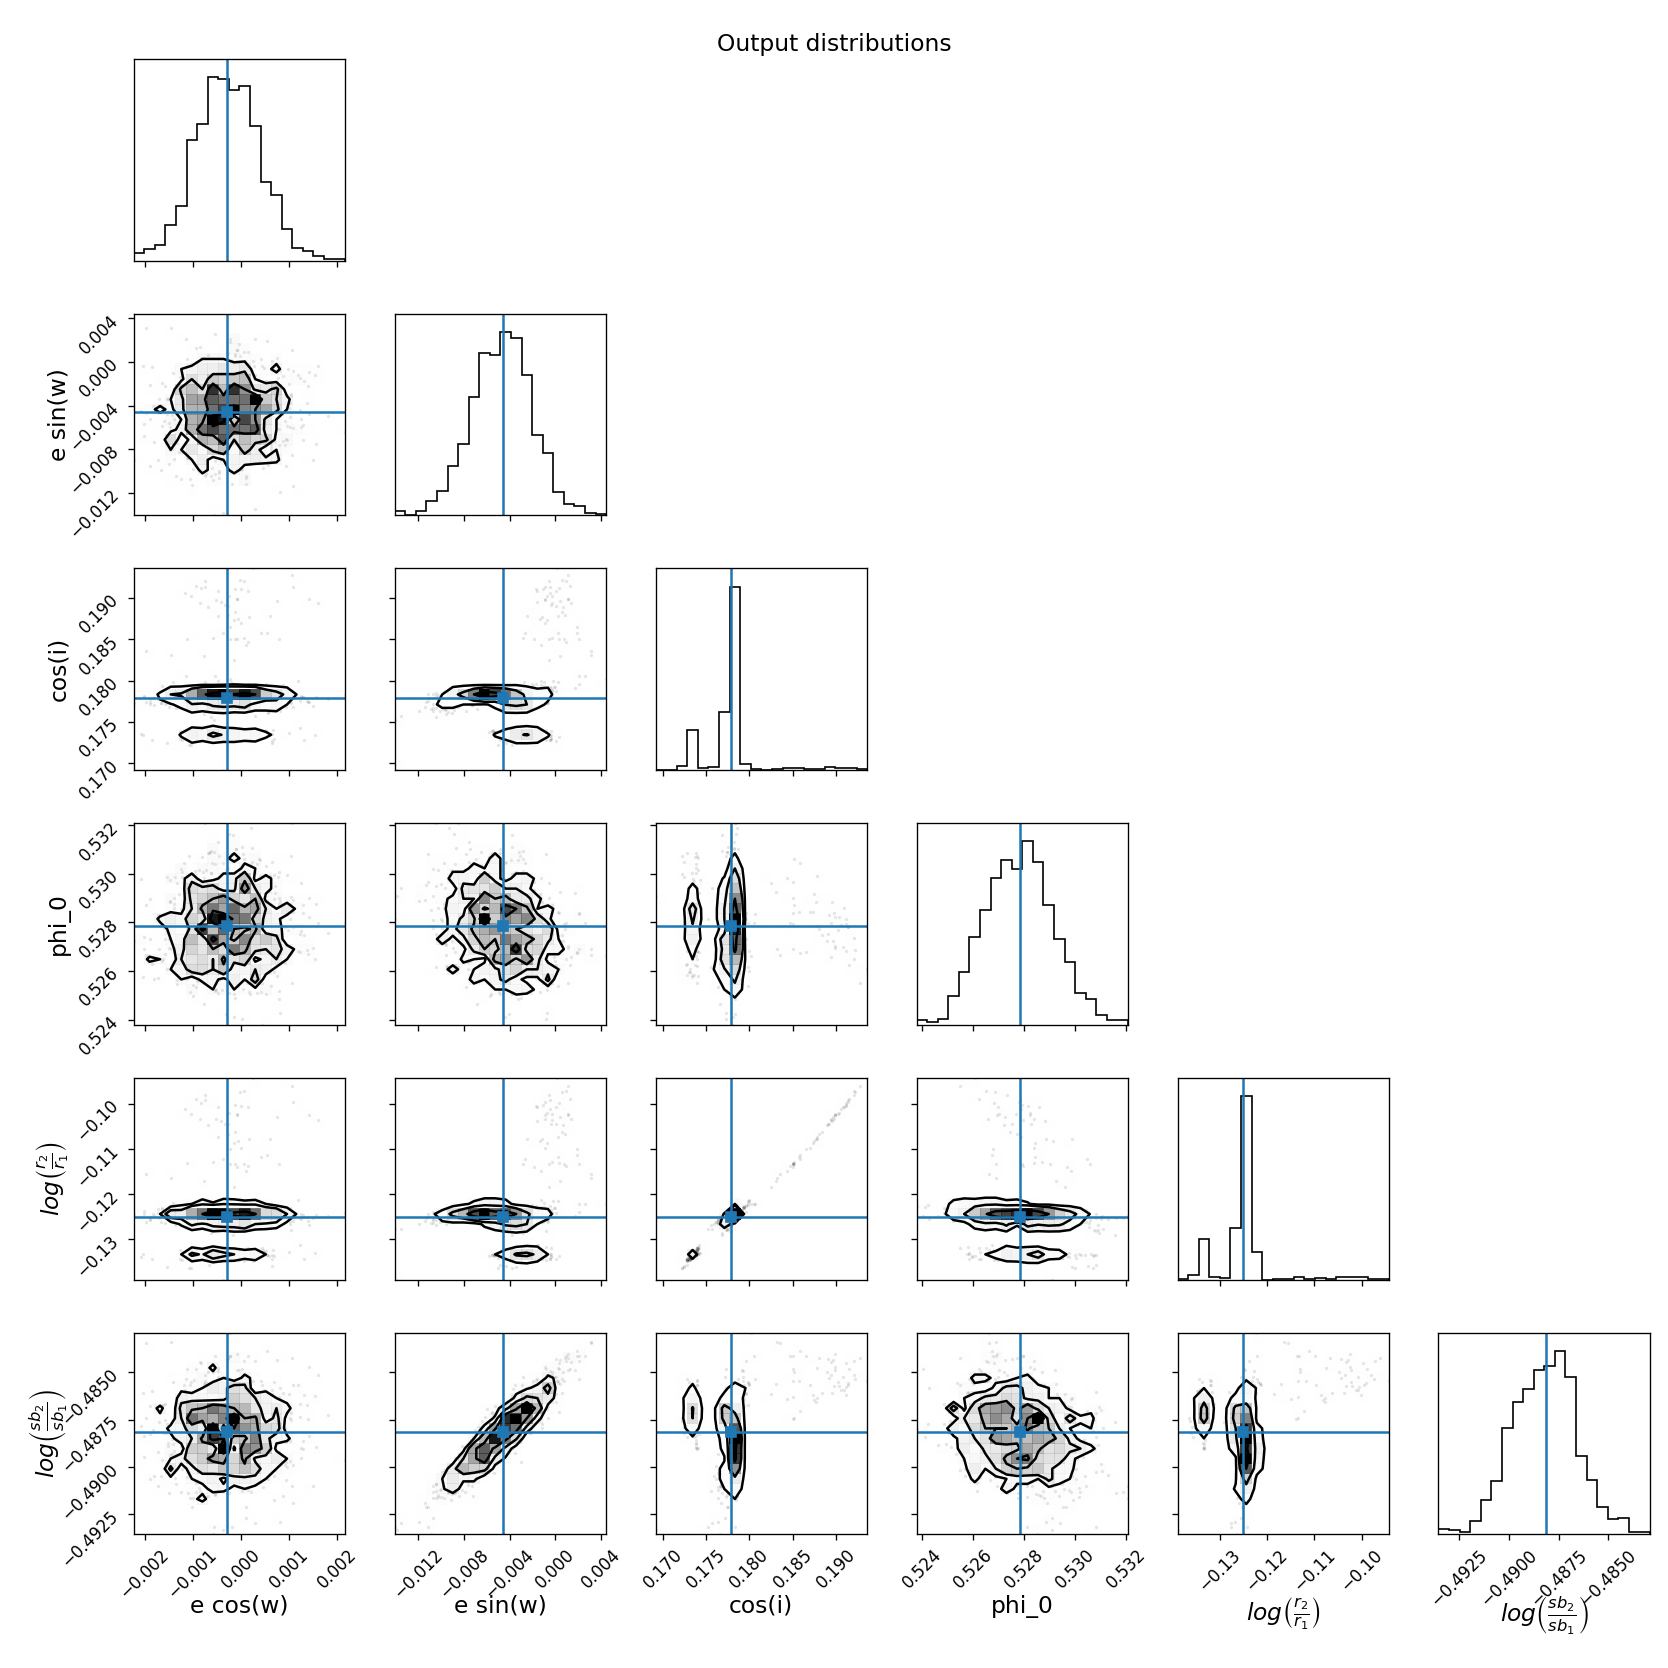 Output distributions
0.004
0.000
−0.004
−0.008
−0.012
e sin(w)
0.190
0.185
0.180
0.175
0.170
cos(i)
0.532
0.530
0.528
0.526
0.524
phi_0
−0.10
−0.11
−0.12
−0.13
log(r2/r1)
−0.4850
−0.4875
−0.4900
−0.4925
log(sb2/sb1)
−0.002 −0.001 0.000 0.001 0.002
−0.012 −0.008 −0.004 0.000 0.004
0.170 0.175 0.180 0.185 0.190
0.524 0.526 0.528 0.530 0.532
−0.13 −0.12 −0.11 −0.10
−0.4925 −0.4900 −0.4875 −0.4850
e cos(w) e sin(w) cos(i) phi_0 log(r2/r1) log(sb2/sb1)